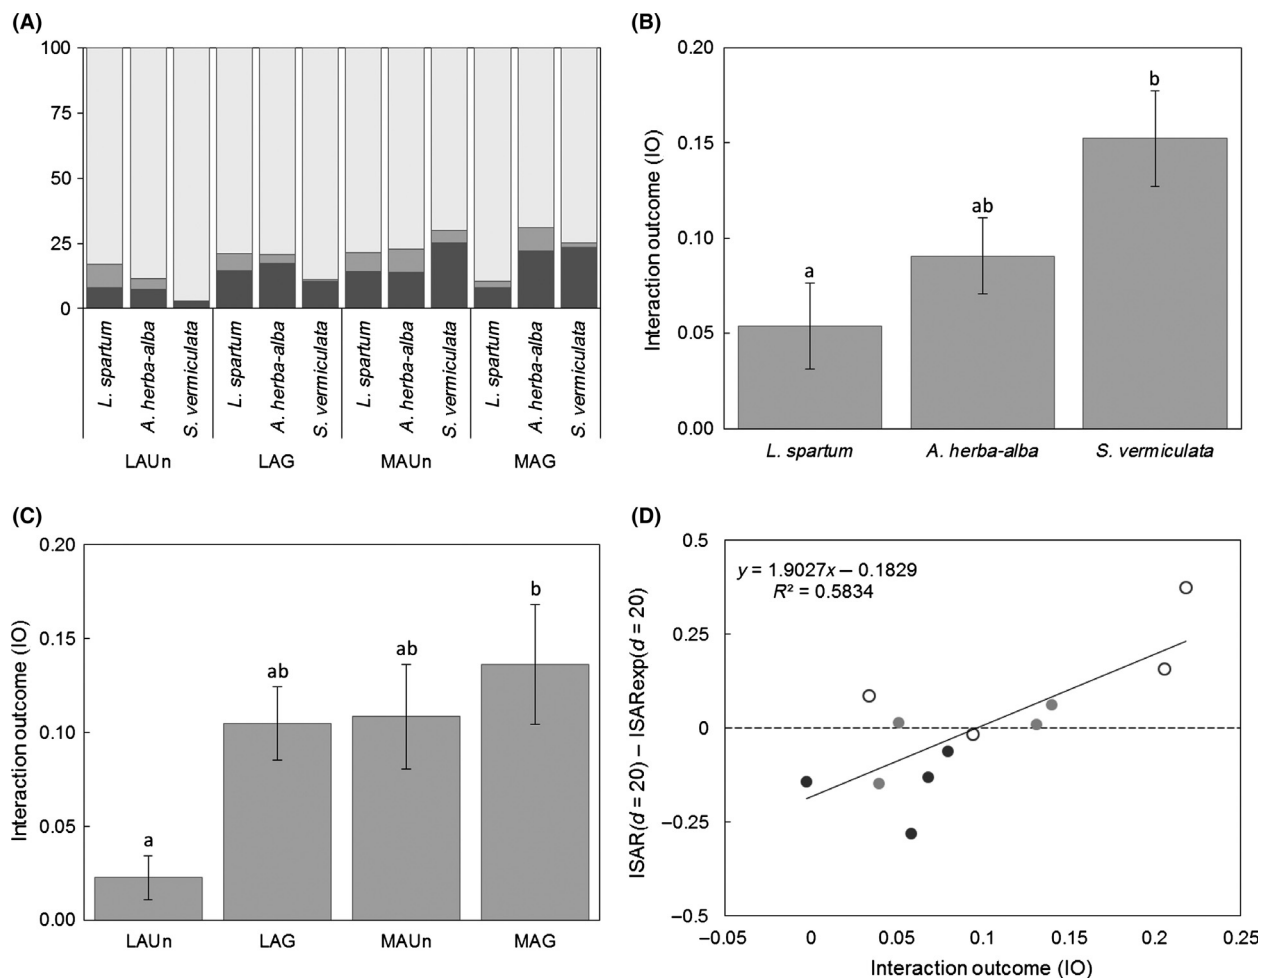 (A)
100
75
50
25
0
L. spartum
A. herba-alba
S. vermiculata
L. spartum
A. herba-alba
S. vermiculata
L. spartum
A. herba-alba
S. vermiculata
L. spartum
A. herba-alba
S. vermiculata
LAUn LAG MAUn MAG
(B)
Interaction outcome (IO)
0.20
0.15
0.10
0.05
0.00
a
ab
b
L. spartum A. herba-alba S. vermiculata
(C)
Interaction outcome (IO)
0.20
0.15
0.10
0.05
0.00
a
ab
ab
b
LAUn LAG MAUn MAG
(D)
ISAR(d = 20) – ISARexp(d = 20)
0.5
0.25
0
–0.25
–0.5
y = 1.9027x – 0.1829
R² = 0.5834
–0.05 0 0.05 0.1 0.15 0.2 0.25
Interaction outcome (IO)